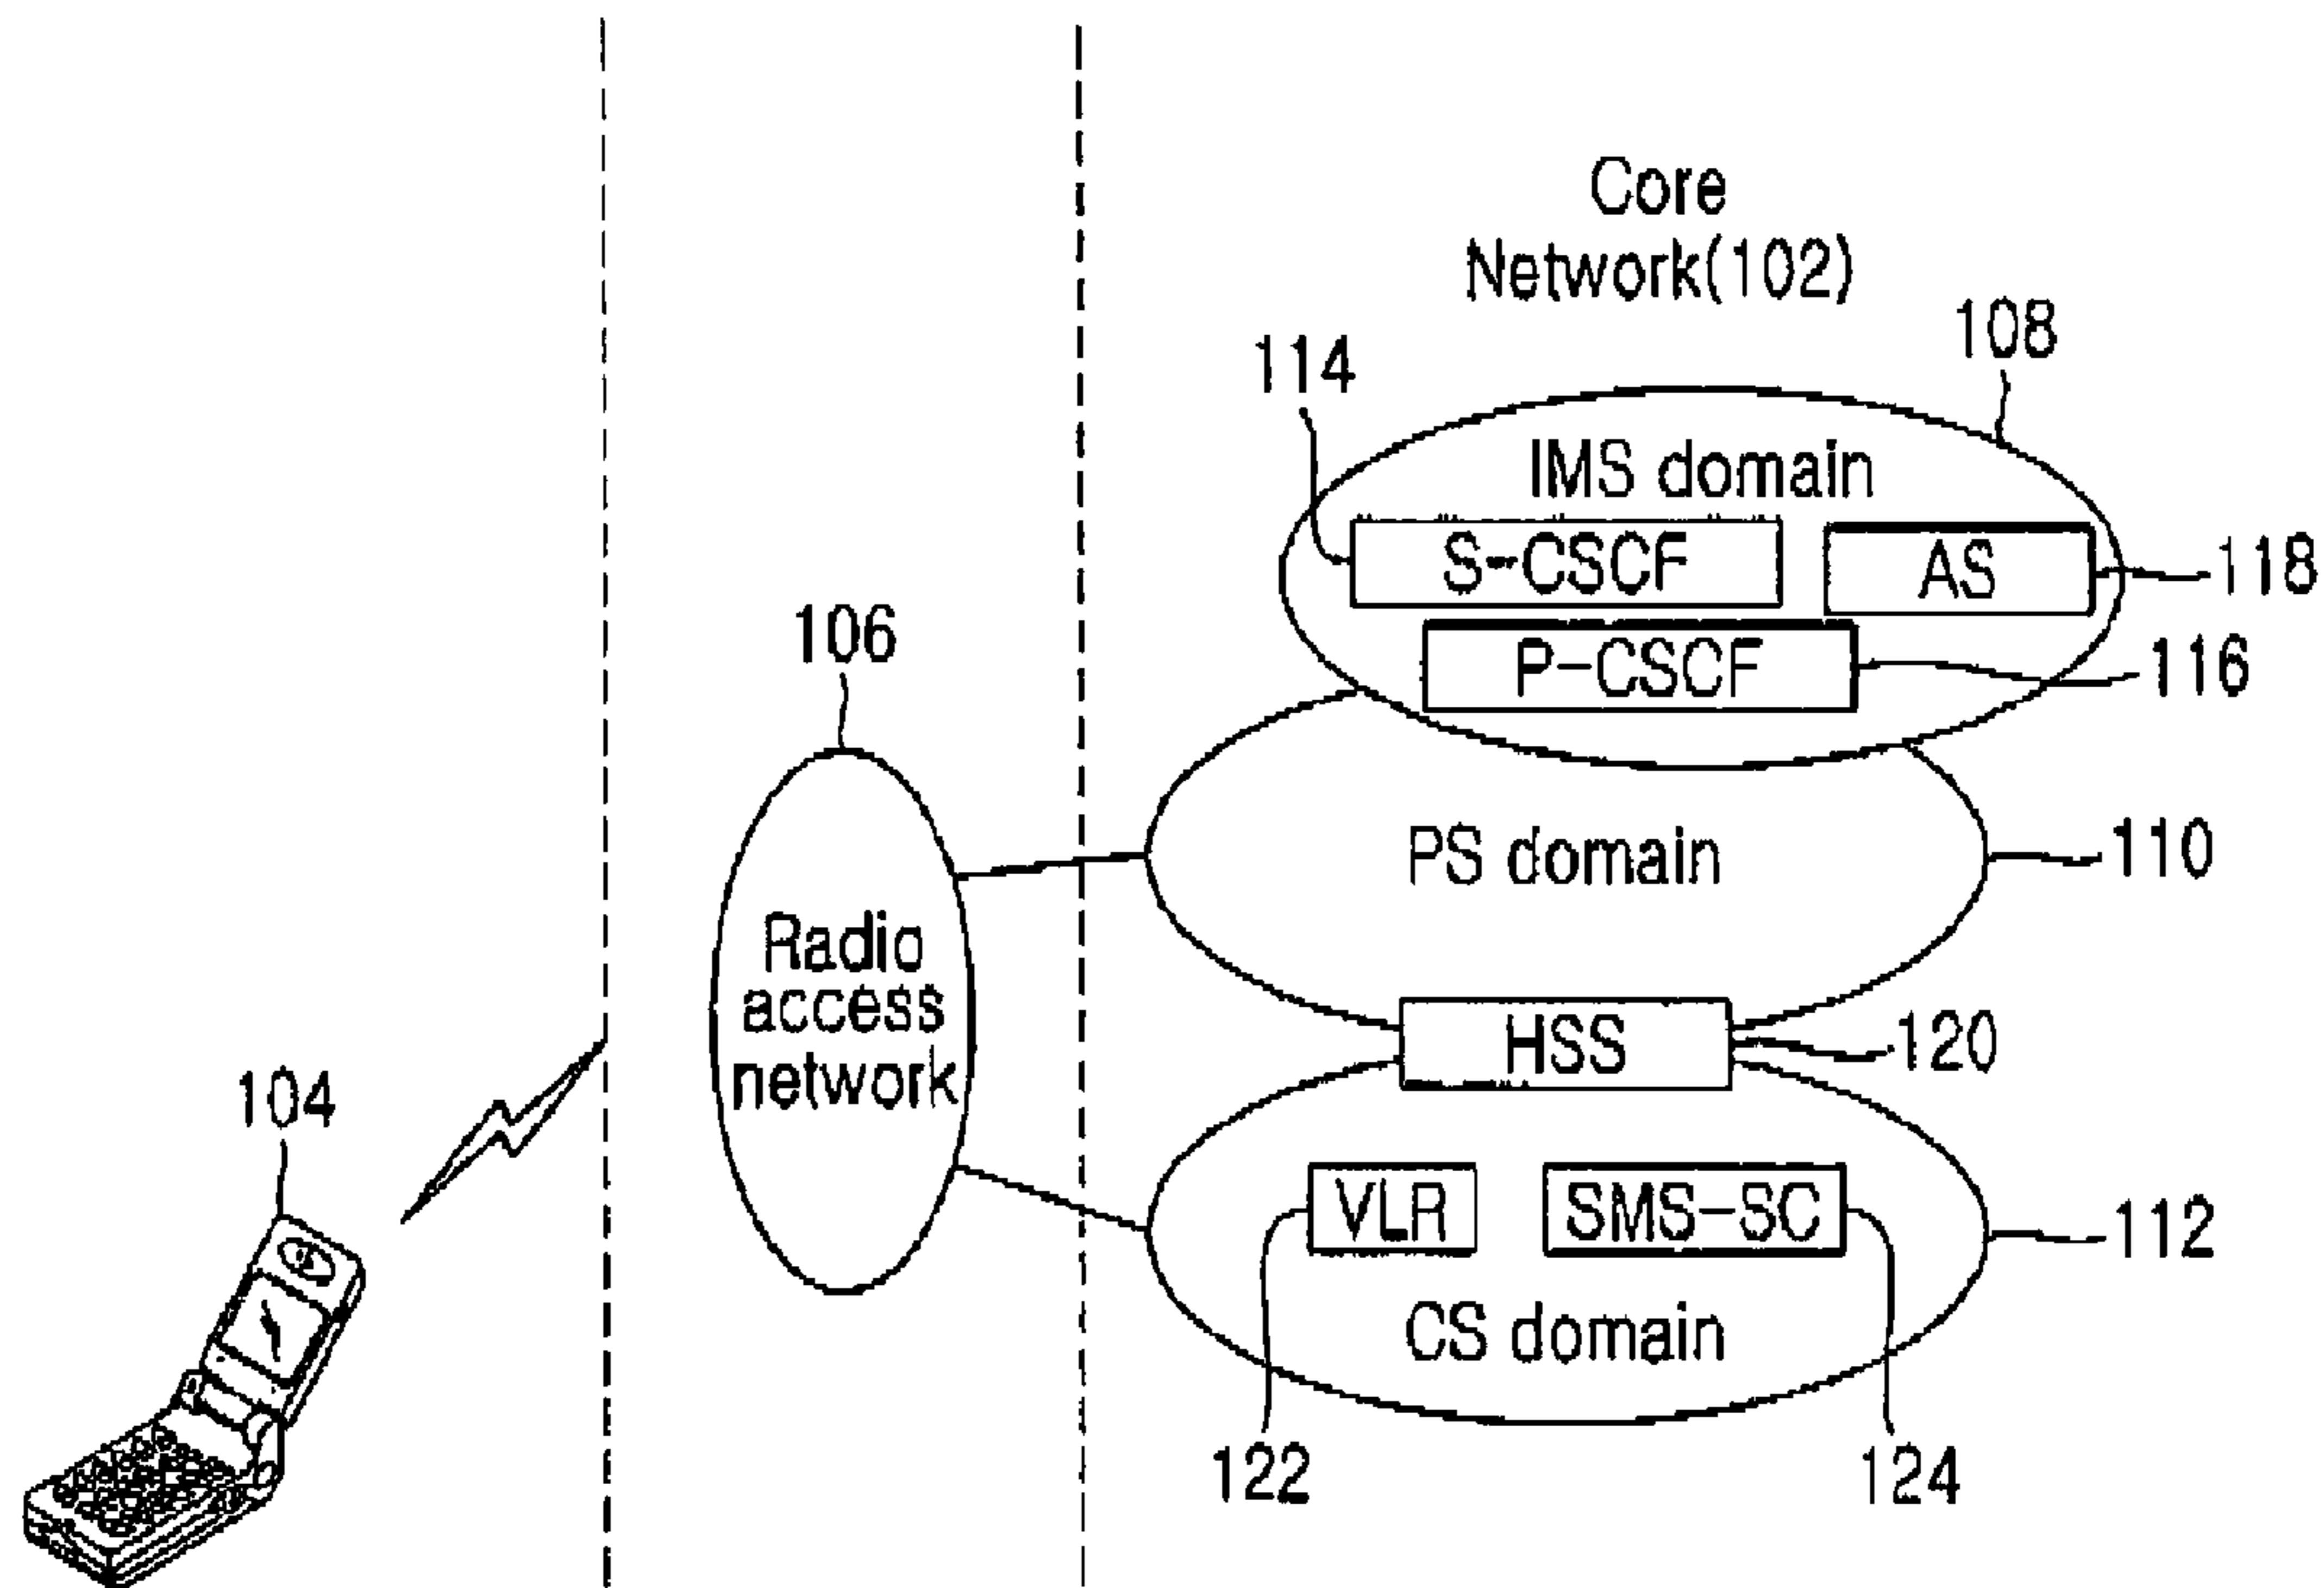 Core
Network(102)
108
114
IMS domain
S-CSCF
AS
118
106
P-CSCF
116
PS domain
110
Radio
access
network
HSS
120
104
VLR
SMS-SC
112
CS domain
122
124